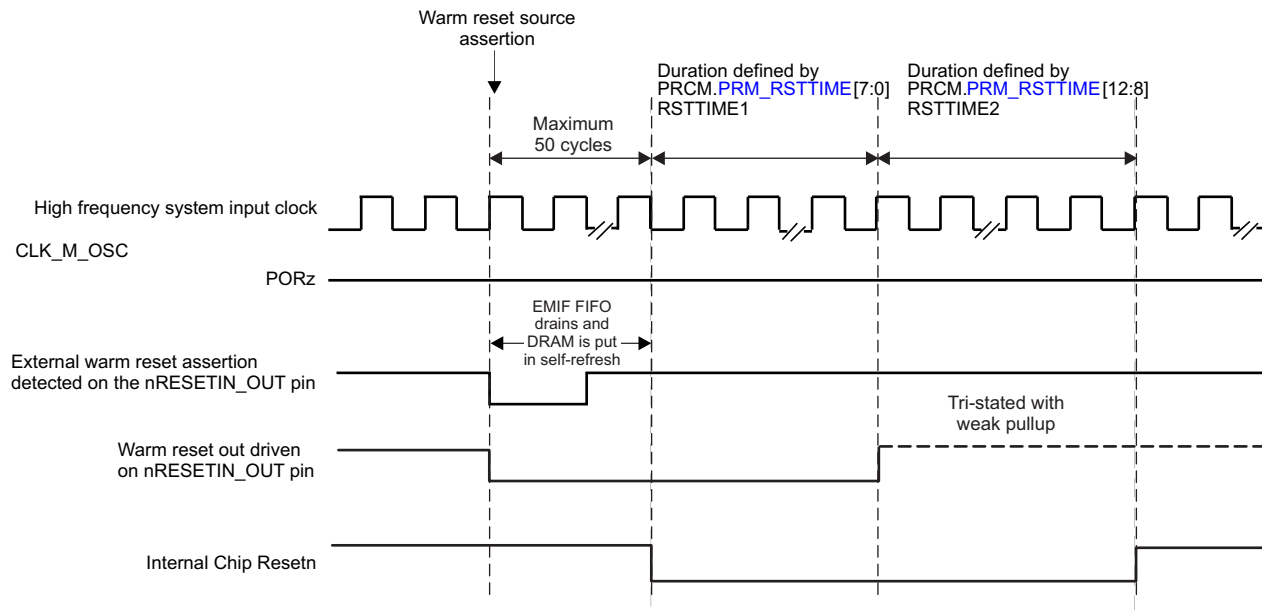 Warm reset source
assertion
Duration defined by
PRCM.PRM_RSTTIME[7:0]
RSTTIME1
Duration defined by
PRCM.PRM_RSTTIME[12:8]
RSTTIME2
Maximum
50 cycles
High frequency system input clock
CLK_M_OSC
PORz
EMIF FIFO
drains and
DRAM is put
in self-refresh
External warm reset assertion
detected on the nRESETIN_OUT pin
Tri-stated with
weak pullup
Warm reset out driven
on nRESETIN_OUT pin
Internal Chip Resetn